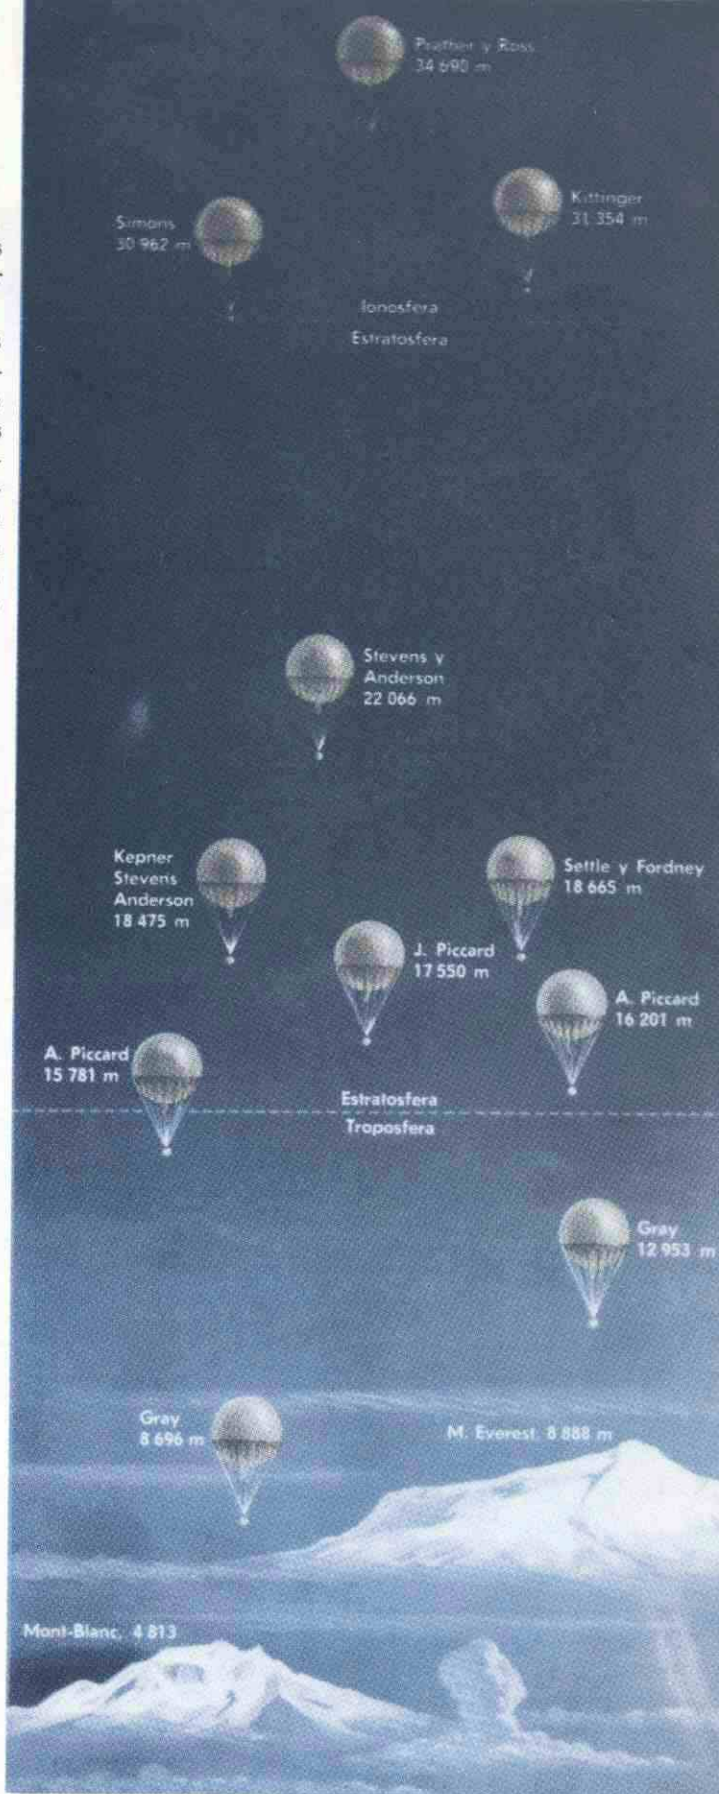 Prather y Ross
34 690 m
Kittinger
31 354 m
Simons
30 962 m
Ionosfera
Estratosfera
Stevens y
Anderson
22 066 m
Kepner
Stevens
Anderson
18 475 m
Settle y Fordney
18 665 m
J. Piccard
17 550 m
A. Piccard
16 201 m
A. Piccard
15 781 m
Estratosfera
Troposfera
Gray
12 953 m
Gray
8 696 m
M. Everest 8 888 m
Mont-Blanc, 4 813